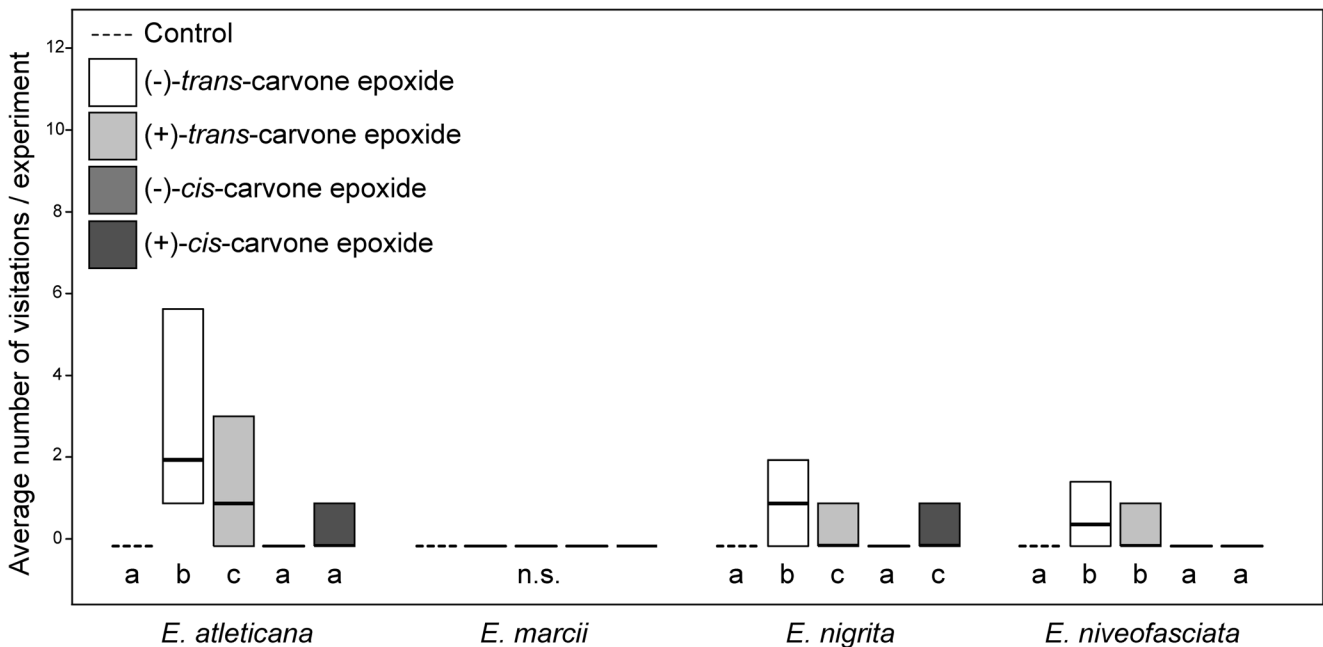 Average number of visitations / experiment
12
10
8
6
4
2
0
Control
(-)-trans-carvone epoxide
(+)-trans-carvone epoxide
(-)-cis-carvone epoxide
(+)-cis-carvone epoxide
a b c a a
n.s.
a b c a c
a b b a a
E. atleticana
E. marcii
E. nigrita
E. niveofasciata